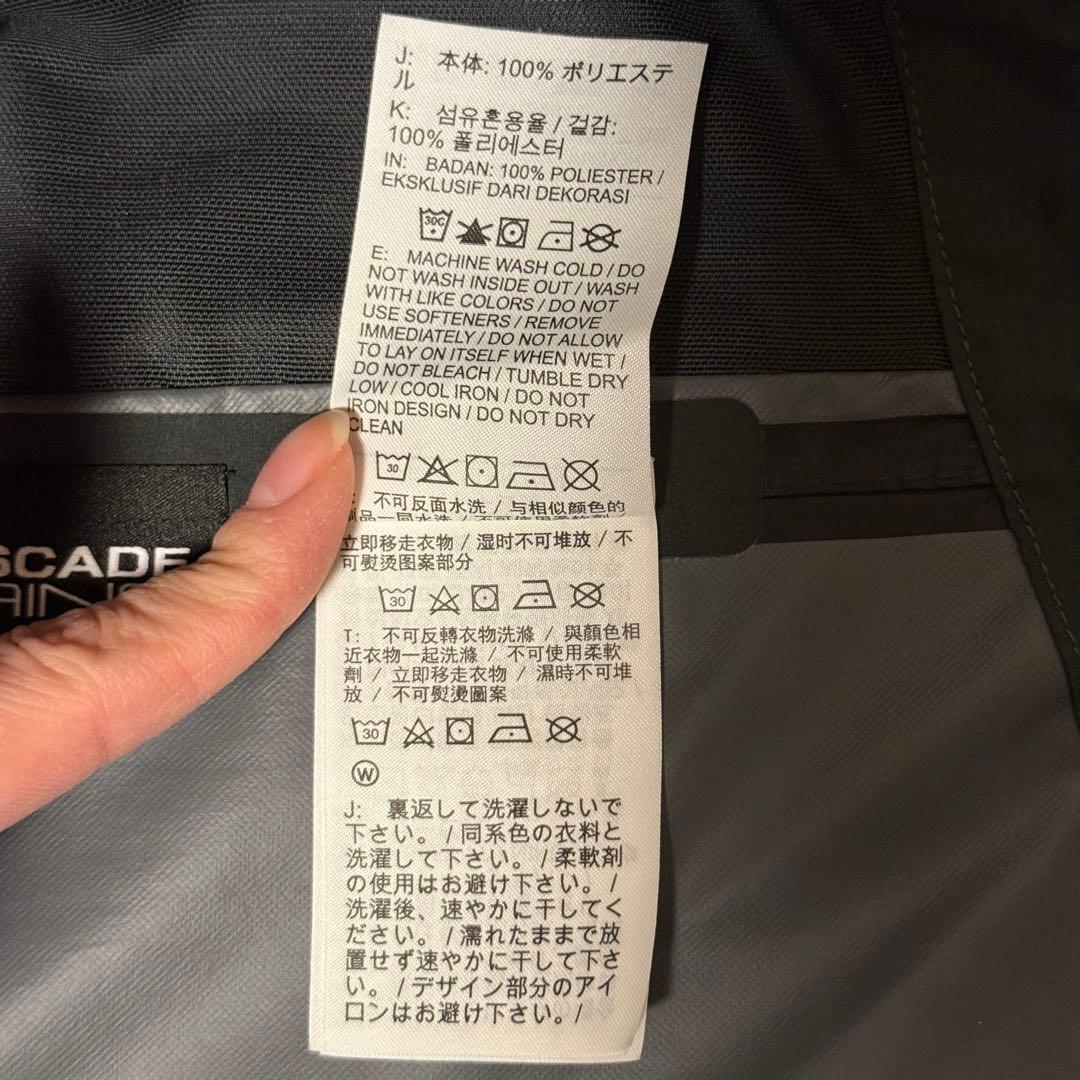 J: 本体: 100% ポリエステ
ル
K: 섬유혼용율 / 겉감:
100% 폴리에스터
IN: BADAN: 100% POLIESTER /
EKSKLUSIF DARI DEKORASI
30C
E: MACHINE WASH COLD / DO
NOT WASH INSIDE OUT / WASH
WITH LIKE COLORS / DO NOT
USE SOFTENERS / REMOVE
IMMEDIATELY / DO NOT ALLOW
TO LAY ON ITSELF WHEN WET /
DO NOT BLEACH / TUMBLE DRY
LOW / COOL IRON / DO NOT
IRON DESIGN / DO NOT DRY
CLEAN
30
: 不可反面水洗 / 与相似颜色的
立即移走衣物 / 湿时不可堆放 / 不
可熨烫图案部分
30
T: 不可反轉衣物洗滌 / 與顏色相
近衣物一起洗滌 / 不可使用柔軟
劑 / 立即移走衣物 / 濕時不可堆
放 / 不可熨燙圖案
30
W
J: 裏返して洗濯しないで
下さい。 / 同系色の衣料と
洗濯して下さい。 / 柔軟剤
の使用はお避け下さい。 /
洗濯後、速やかに干してく
ださい。 / 濡れたままで放
置せず速やかに干して下さ
い。 / デザイン部分のアイ
ロンはお避け下さい。/
SCADE